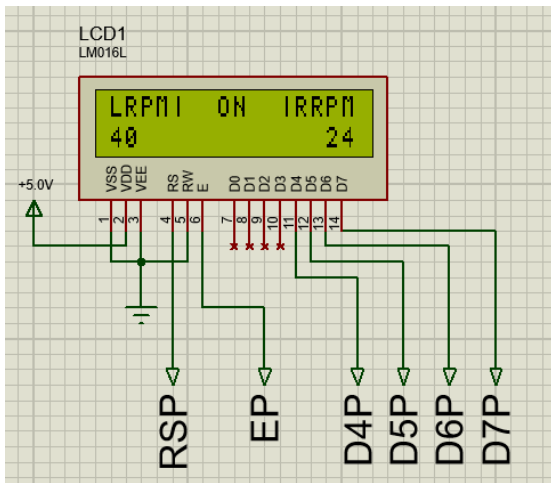 LCD1
LM016L
LRPM| ON |RRPM
40 24
+5.0V
VSS VDD VEE RS RW E D0 D1 D2 D3 D4 D5 D6 D7
1 2 3 4 5 6 7 8 9 10 11 12 13 14
RSP EP D4P D5P D6P D7P